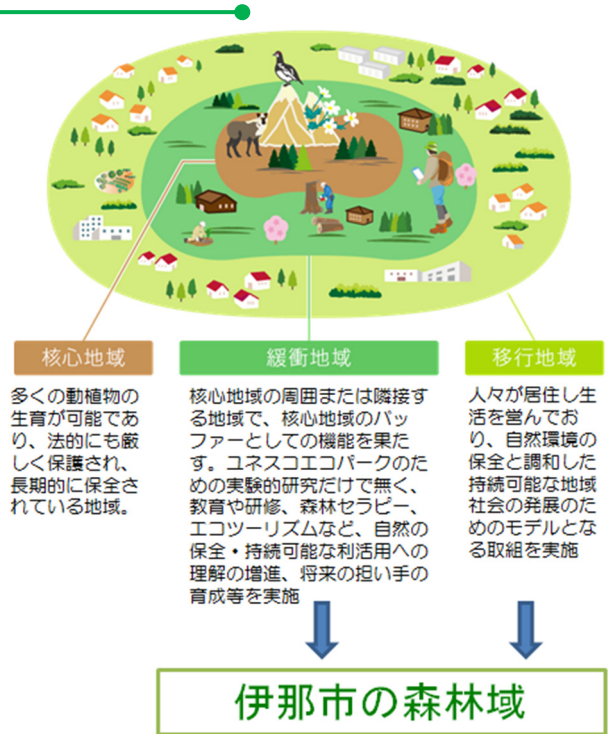 核心地域
多くの動植物の
生育が可能であ
り、法的にも厳
しく保護され、
長期的に保全さ
れている地域。
緩衝地域
核心地域の周囲または隣接す
る地域で、核心地域のバッ
ファーとしての機能を果た
す。ユネスコエコパークのた
めの実験的研究だけで無く、
教育や研修、森林セラピー、
エコツーリズムなど、自然の
保全・持続可能な利活用への
理解の増進、将来の担い手の
育成等を実施
移行地域
人々が居住し生
活を営んでお
り、自然環境の
保全と調和した
持続可能な地域
社会の発展のた
めのモデルとな
る取組を実施
伊那市の森林域